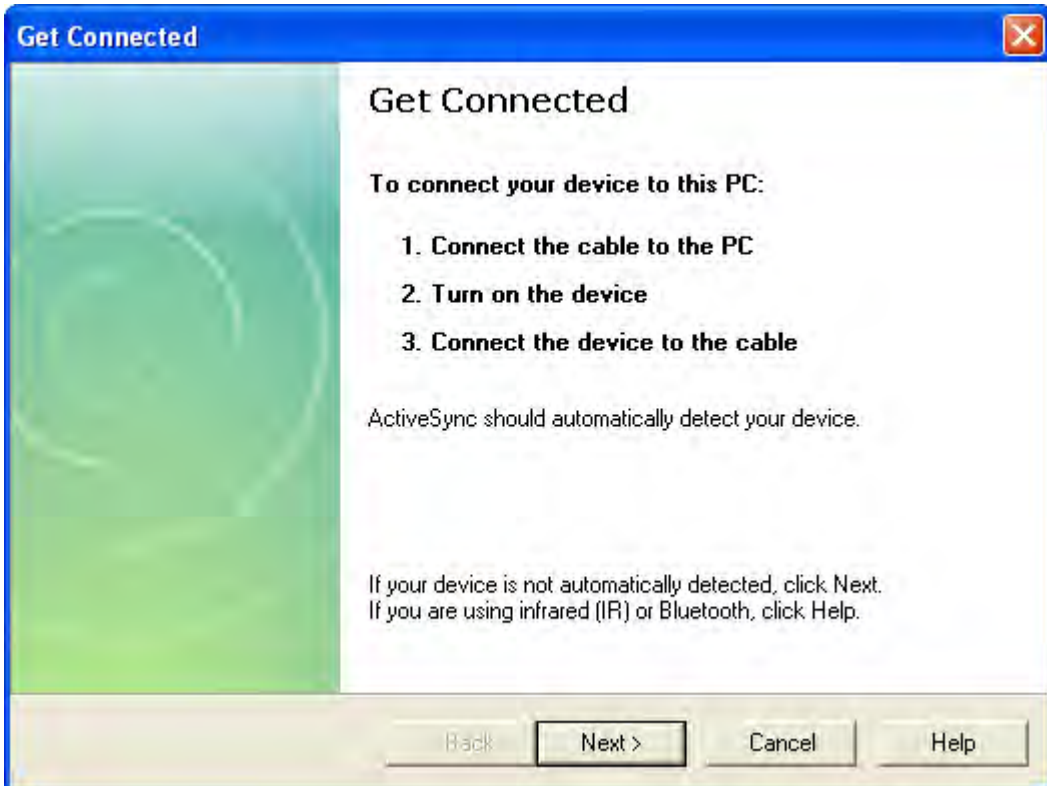 Get Connected
Get Connected
To connect your device to this PC:
1. Connect the cable to the PC
2. Turn on the device
3. Connect the device to the cable
ActiveSync should automatically detect your device.
If your device is not automatically detected, click Next.
If you are using infrared (IR) or Bluetooth, click Help.
Back Next > Cancel Help